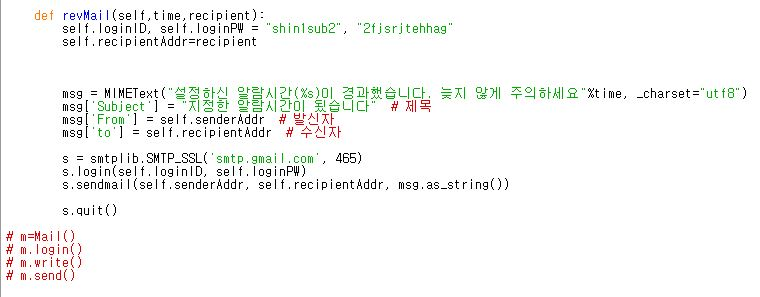 def revMail(self,time,recipient):
self.loginID, self.loginPW = "shin1sub2", "2fjsrjtehhag"
self.recipientAddr=recipient
msg = MIMEText("설정하신 알람시간(%s)이 경과했습니다. 늦지 않게 주의하세요"%time, _charset="utf8")
msg['Subject'] = "지정한 알람시간이 됐습니다" # 제목
msg['From'] = self.senderAddr # 발신자
msg['to'] = self.recipientAddr # 수신자
s = smtplib.SMTP_SSL('smtp.gmail.com', 465)
s.login(self.loginID, self.loginPW)
s.sendmail(self.senderAddr, self.recipientAddr, msg.as_string())
s.quit()
# m=Mail()
# m.login()
# m.write()
# m.send()